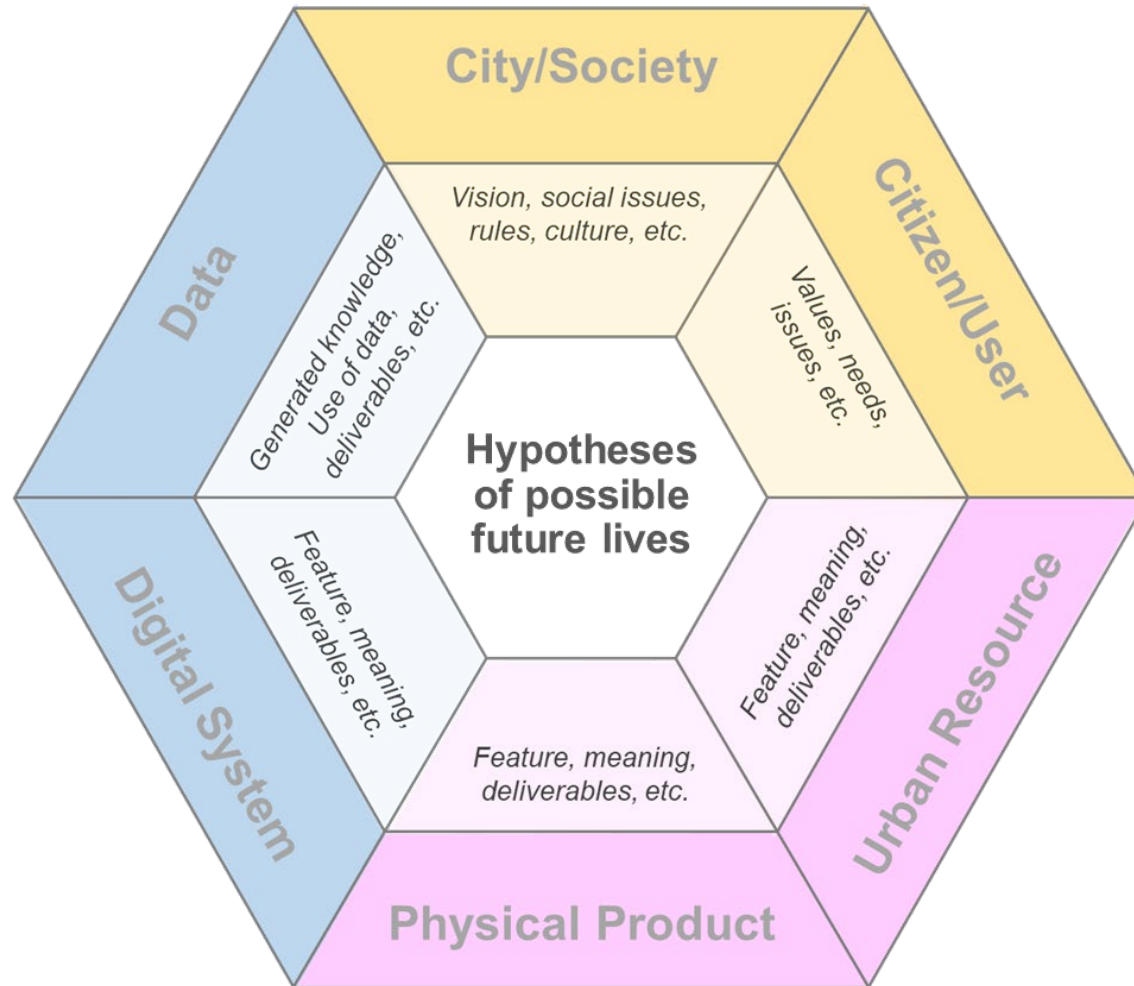 City/Society
Vision, social issues,
rules, culture, etc.
Citizen/User
Values, needs,
issues, etc.
Urban Resource
Feature, meaning,
deliverables, etc.
Physical Product
Feature, meaning,
deliverables, etc.
Digital System
Feature, meaning,
deliverables, etc.
Data
Generated knowledge,
Use of data,
deliverables, etc.
Hypotheses
of possible
future lives